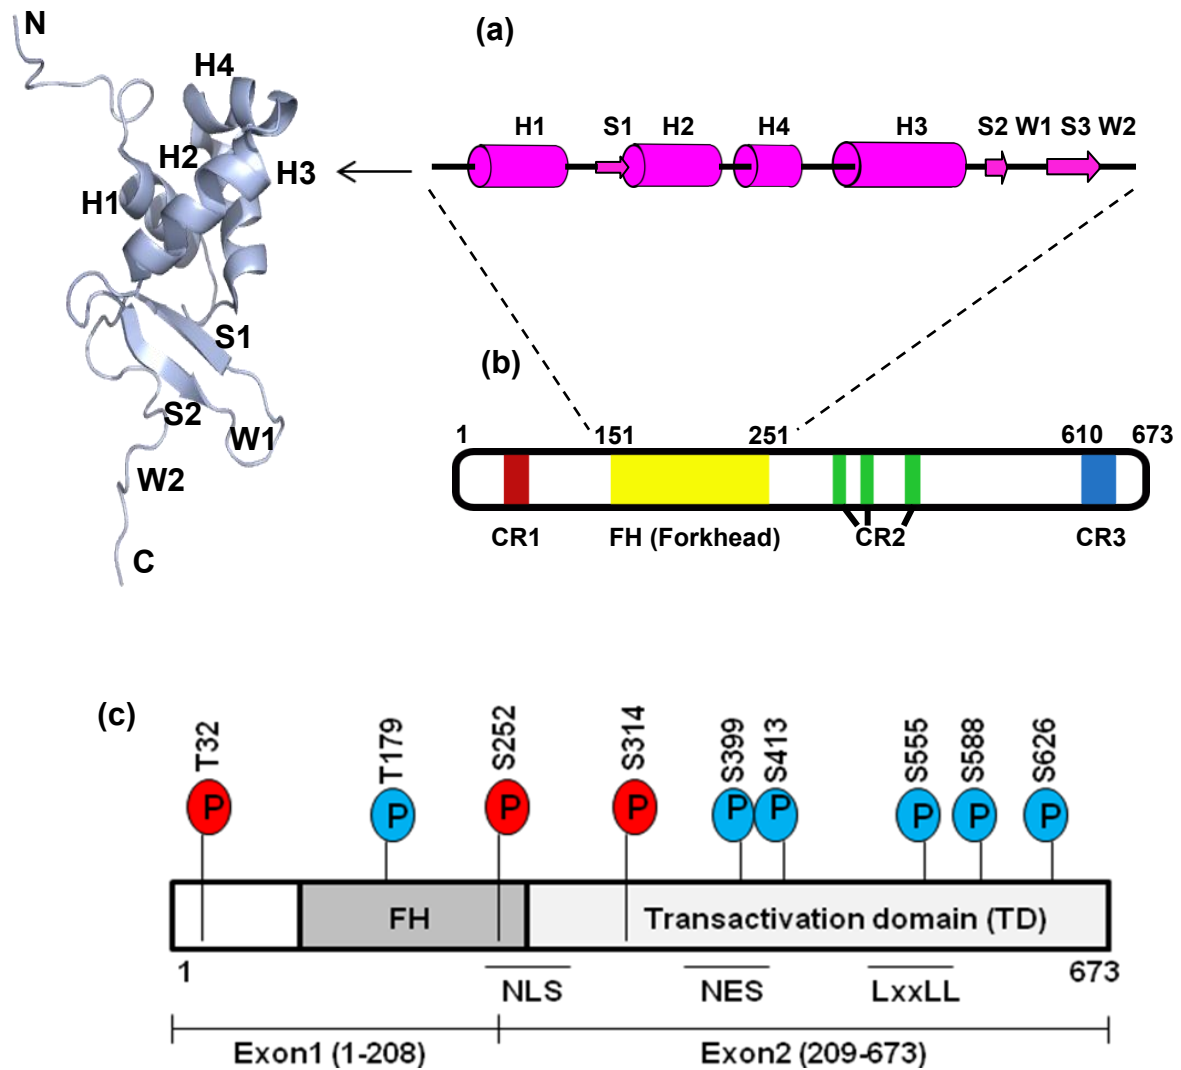 N
H4
H2
H3
H1
S1
S2
W1
W2
C
(a)
H1 S1 H2 H4 H3 S2 W1 S3 W2
(b)
1 151 251 610 673
CR1 FH (Forkhead) CR2 CR3
(c)
T32 T179 S252 S314 S399 S413 S555 S588 S626
P P P P P P P P P
FH Transactivation domain (TD)
1 673
NLS NES LxxLL
Exon1 (1-208) Exon2 (209-673)